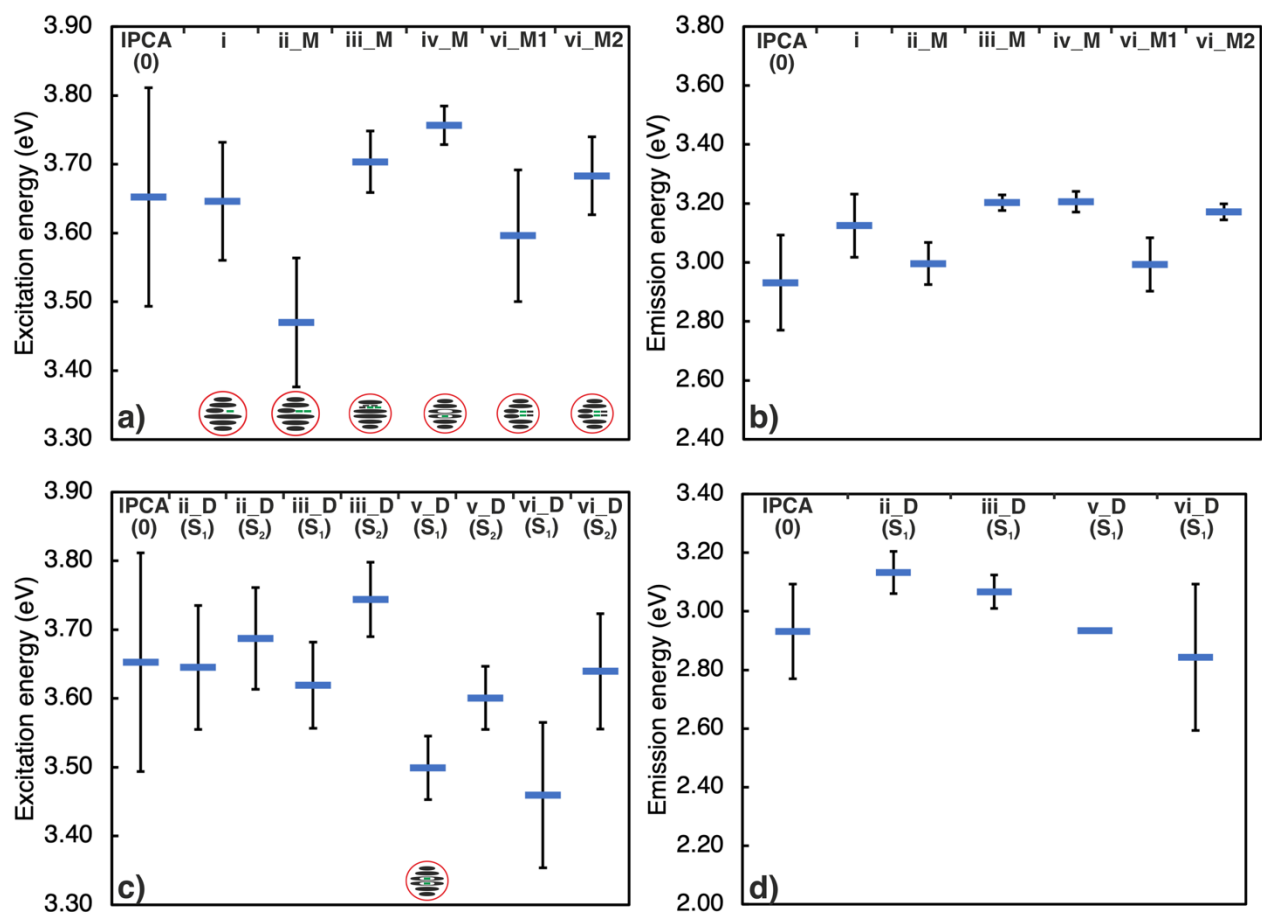 IPCA i ii_M iii_M iv_M vi_M1 vi_M2
(0)
Excitation energy (eV)
3.90
3.80
3.70
3.60
3.50
3.40
3.30
a)
IPCA i ii_M iii_M iv_M vi_M1 vi_M2
(0)
Emission energy (eV)
3.80
3.60
3.40
3.20
3.00
2.80
2.60
2.40
b)
IPCA ii_D ii_D iii_D iii_D v_D v_D vi_D vi_D
(0) (S₁) (S₂) (S₁) (S₂) (S₁) (S₂) (S₁) (S₂)
Excitation energy (eV)
3.90
3.80
3.70
3.60
3.50
3.40
3.30
c)
IPCA ii_D iii_D v_D vi_D
(0) (S₁) (S₁) (S₁) (S₁)
Emission energy (eV)
3.40
3.20
3.00
2.80
2.60
2.40
2.20
2.00
d)